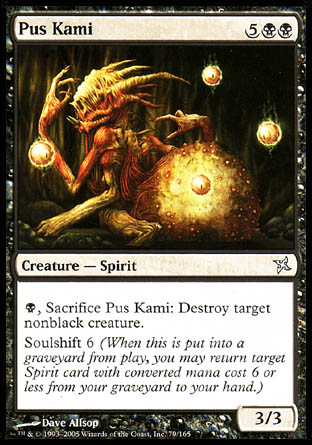 Pus Kami 5
Creature — Spirit
, Sacrifice Pus Kami: Destroy target
nonblack creature.
Soulshift 6 (When this is put into a
graveyard from play, you may return target
Spirit card with converted mana cost 6 or
less from your graveyard to your hand.)
Dave Allsop
3/3
™ & © 1993–2005 Wizards of the Coast, Inc. 79/165